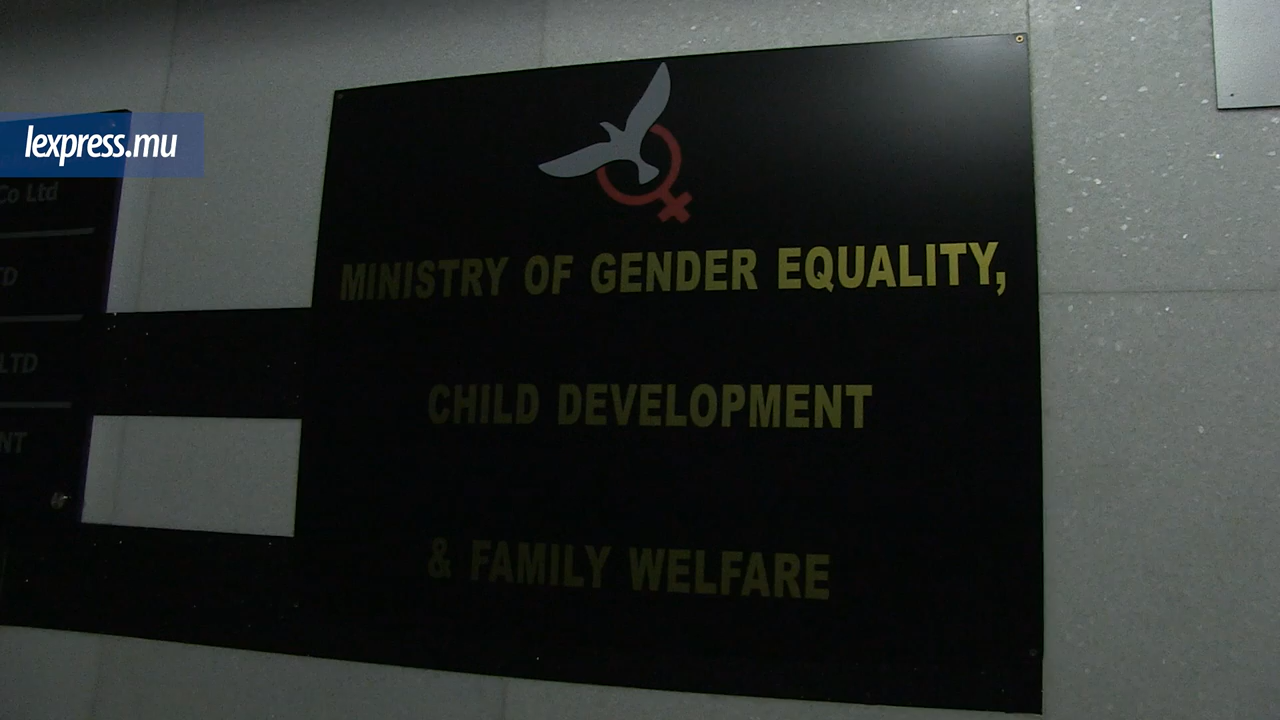 lexpress.mu
Co Ltd
TD
LTD
NT
MINISTRY OF GENDER EQUALITY,
CHILD DEVELOPMENT
& FAMILY WELFARE